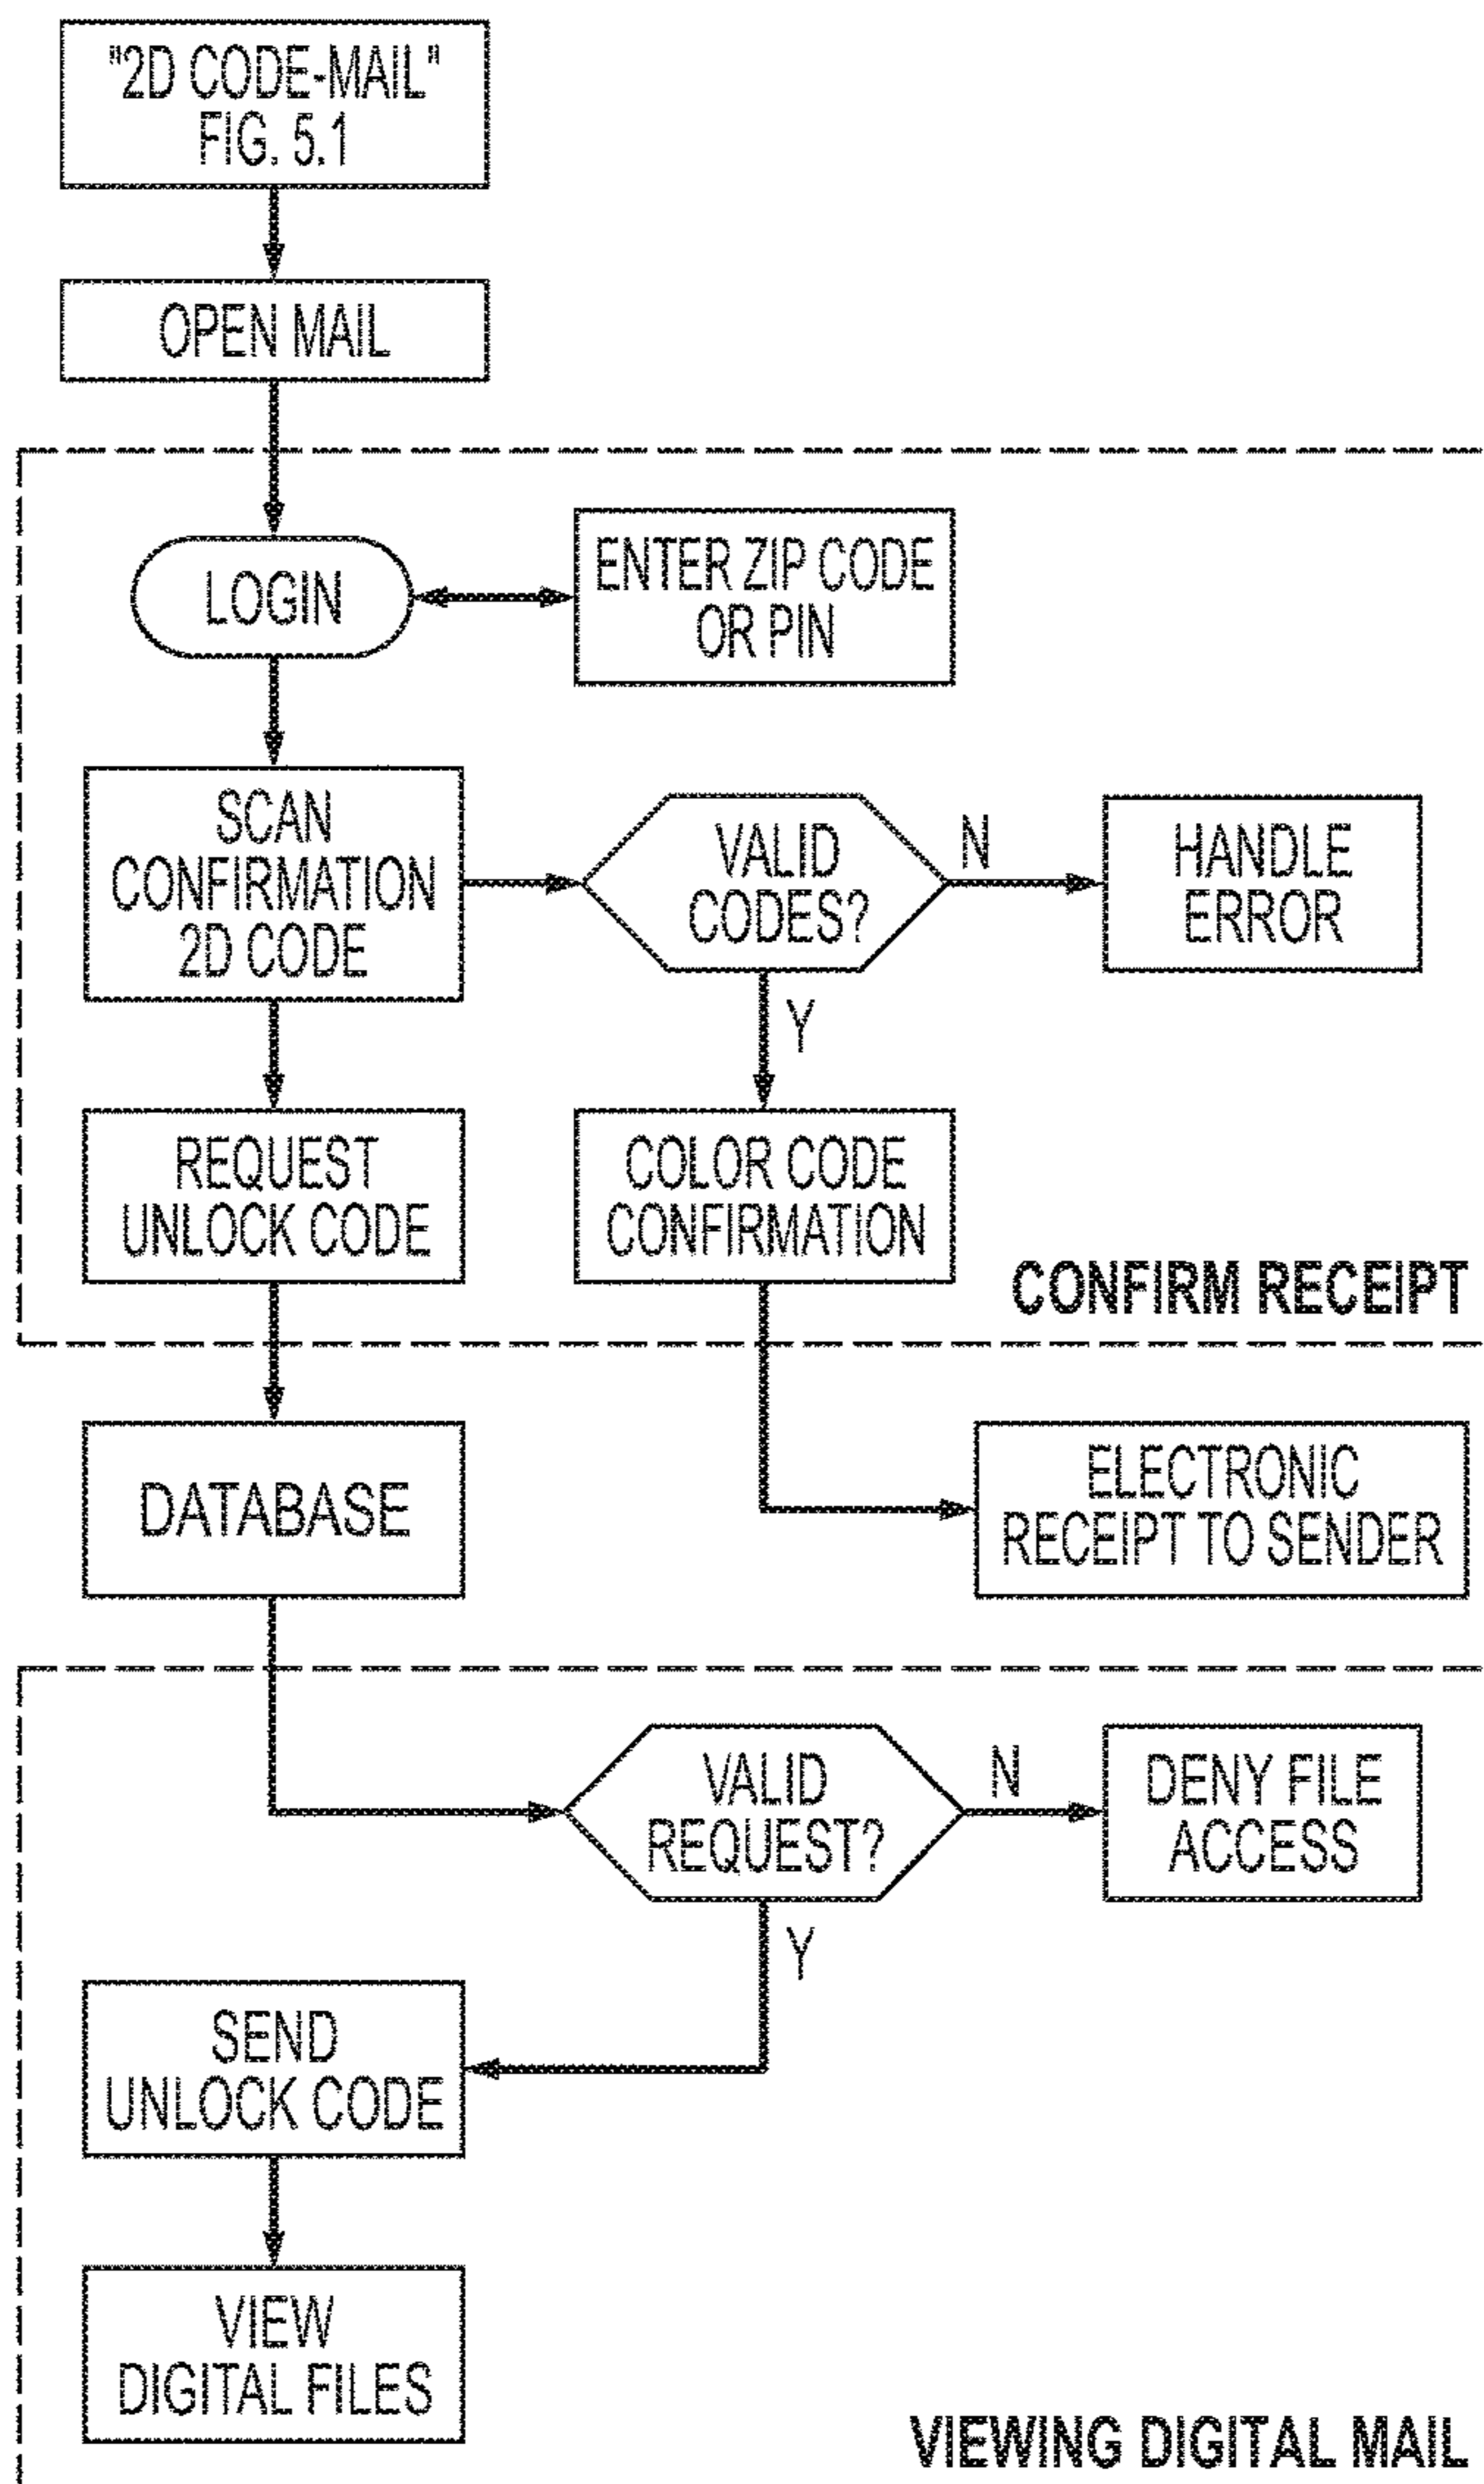 "2D CODE-MAIL"
FIG. 5.1
OPEN MAIL
LOGIN
ENTER ZIP CODE
OR PIN
SCAN
CONFIRMATION
2D CODE
VALID
CODES?
N
HANDLE
ERROR
Y
REQUEST
UNLOCK CODE
COLOR CODE
CONFIRMATION
CONFIRM RECEIPT
DATABASE
ELECTRONIC
RECEIPT TO SENDER
VALID
REQUEST?
N
DENY FILE
ACCESS
Y
SEND
UNLOCK CODE
VIEW
DIGITAL FILES
VIEWING DIGITAL MAIL